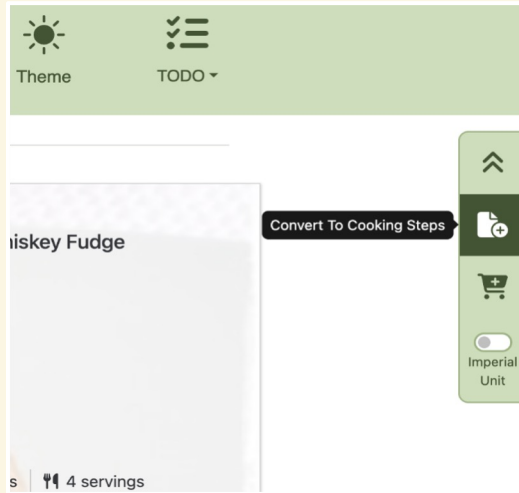 Theme
TODO
iskey Fudge
Convert To Cooking Steps
Imperial
Unit
s
4 servings